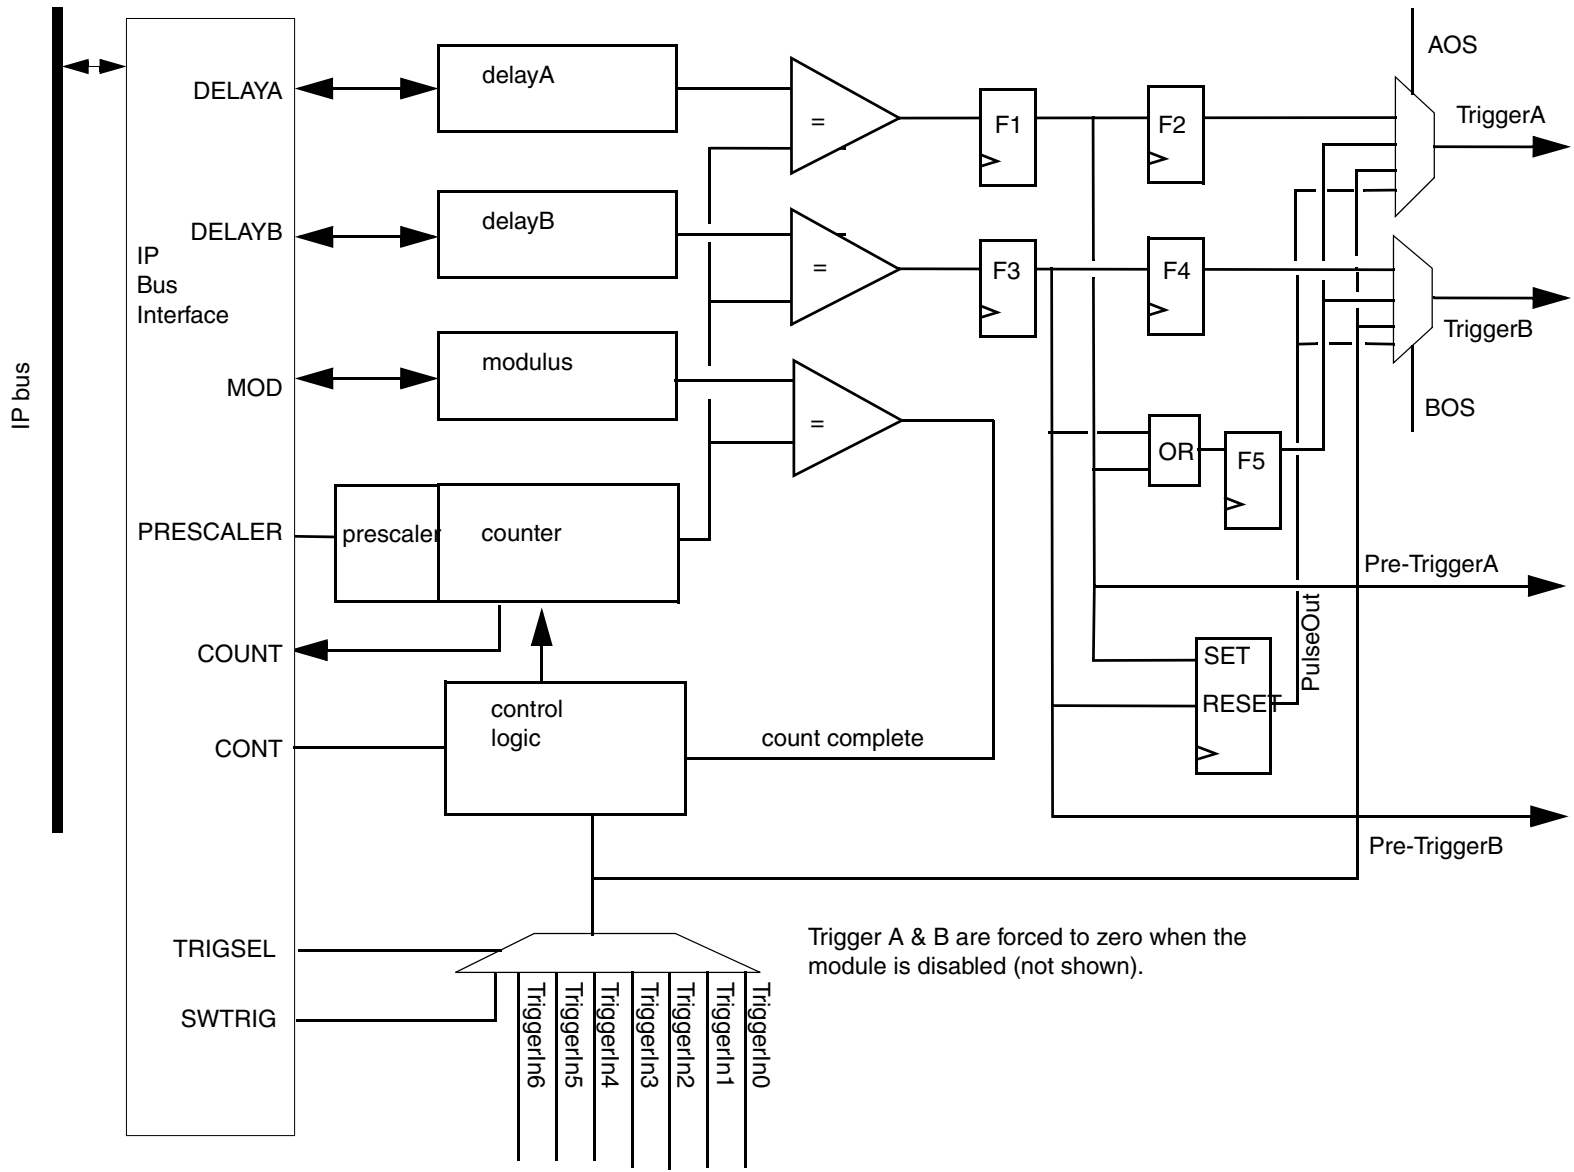 AOS
DELAYA
delayA
=
F1
F2
TriggerA
DELAYB
delayB
=
F3
F4
IP
Bus
Interface
TriggerB
MOD
modulus
=
BOS
IP bus
OR
F5
PRESCALER
prescaler
counter
Pre-TriggerA
PulseOut
COUNT
SET
RESET
control
logic
CONT
count complete
Pre-TriggerB
TRIGSEL
Trigger A & B are forced to zero when the
module is disabled (not shown).
SWTRIG
TriggerIn6
TriggerIn5
TriggerIn4
TriggerIn3
TriggerIn2
TriggerIn1
TriggerIn0